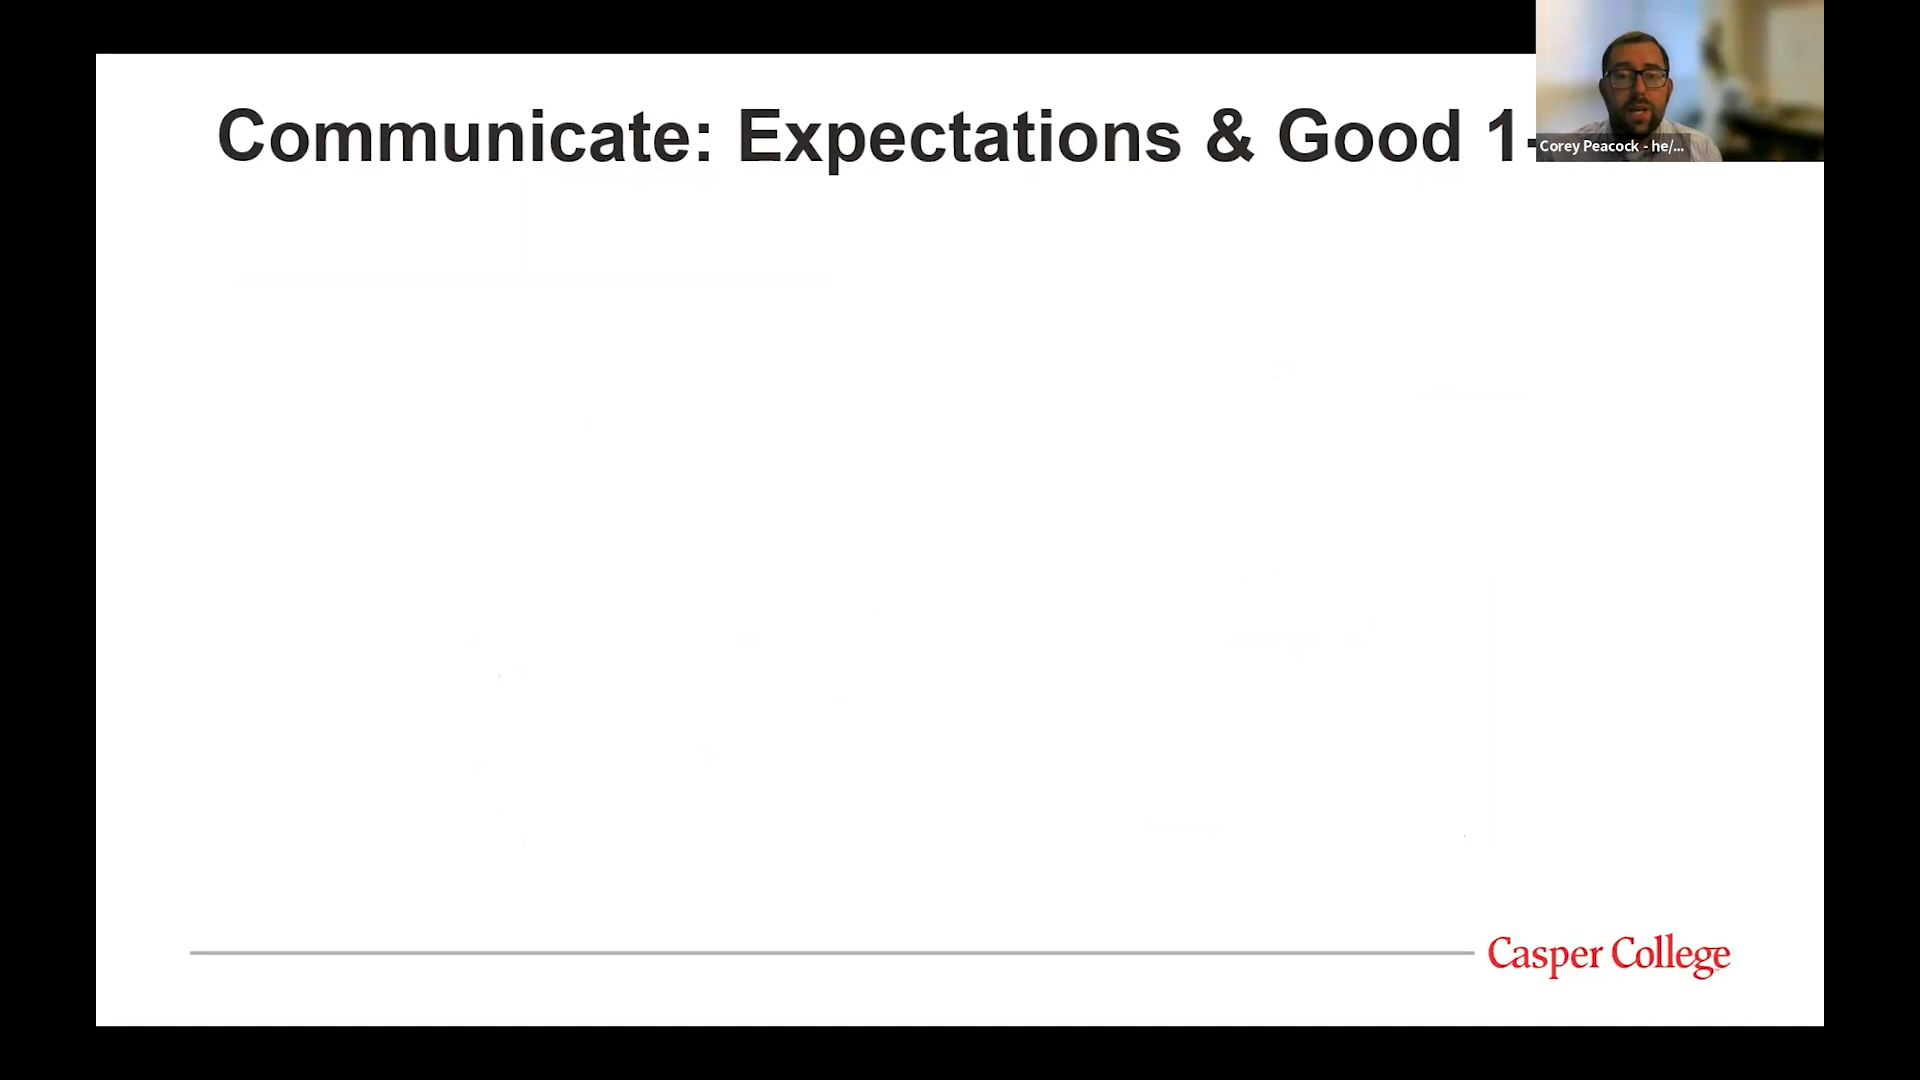 Communicate: Expectations & Good 1-
Corey Peacock - he/...
Casper College